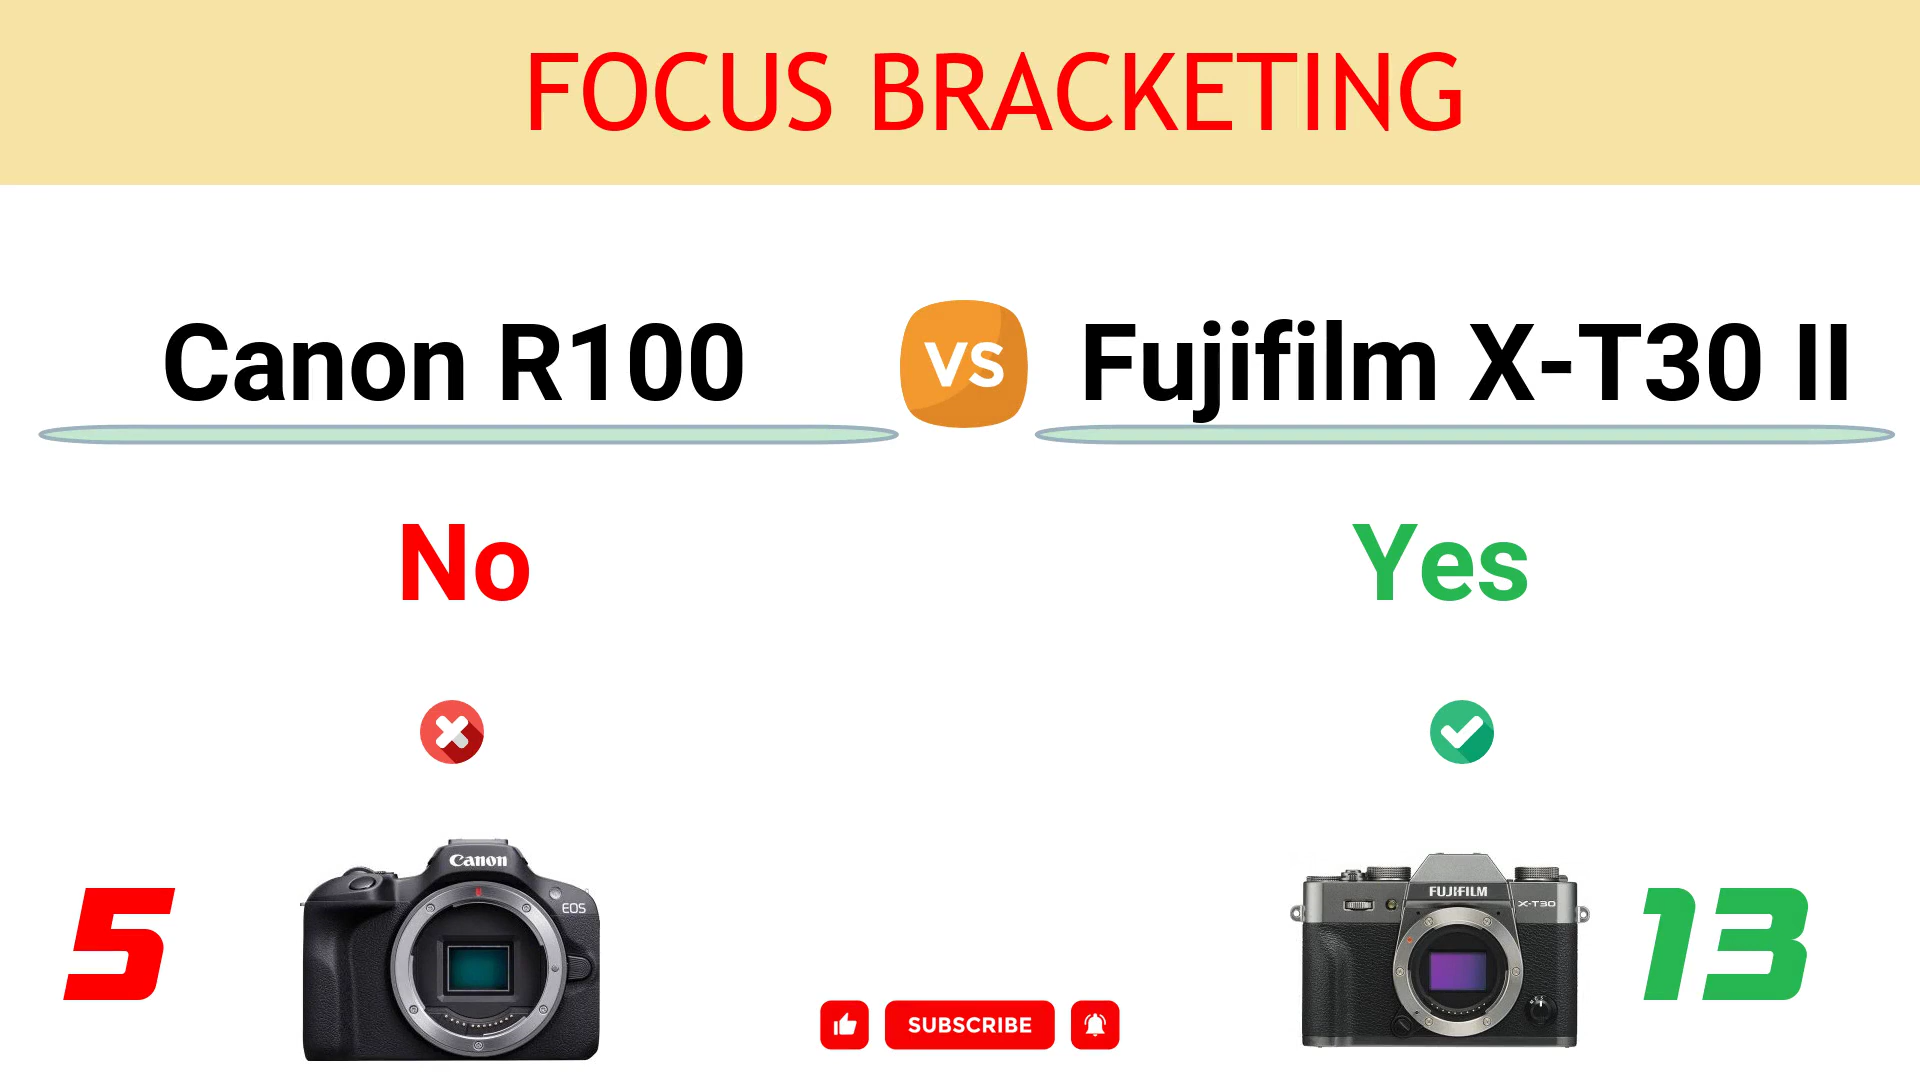 FOCUS BRACKETING
Canon R100
VS
Fujifilm X-T30 II
No
Yes
Canon
EOS
FUJIFILM
X-T30
5
13
SUBSCRIBE